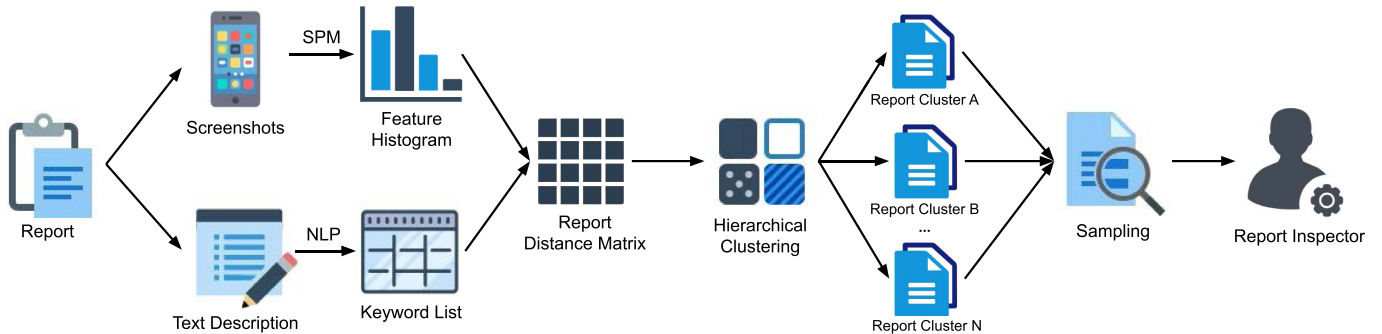 Report
Screenshots
SPM
Feature
Histogram
Text Description
NLP
Keyword List
Report
Distance Matrix
Hierarchical
Clustering
Report Cluster A
Report Cluster B
...
Report Cluster N
Sampling
Report Inspector